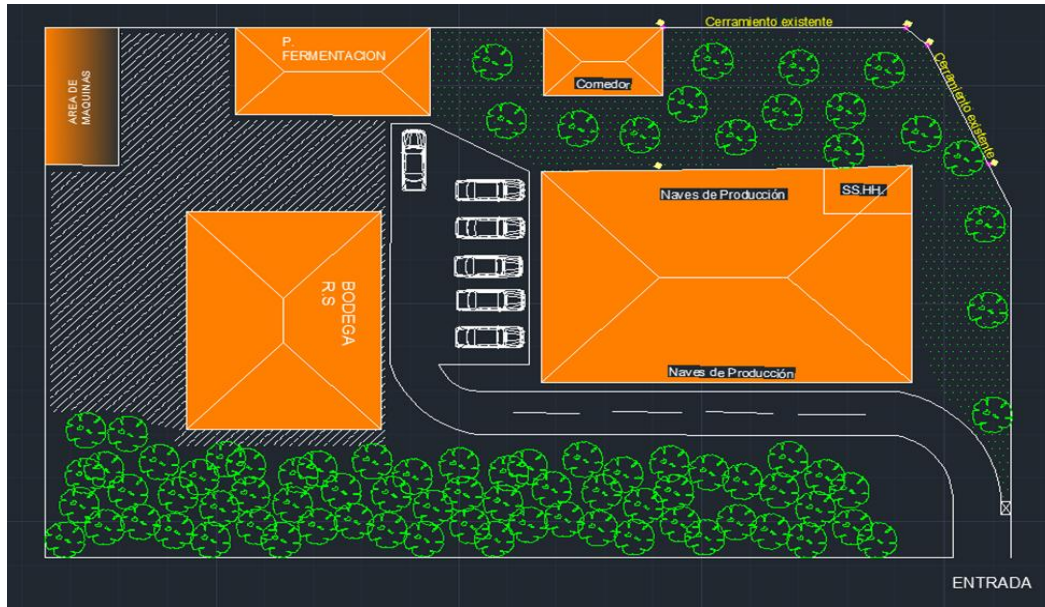 Cerramiento existente
P.
FERMENTACION
Comedor
AREA DE
MAQUINAS
Cerramiento existente
Naves de Producción
SS.HH.
BODEGA
R.S
Naves de Producción
ENTRADA